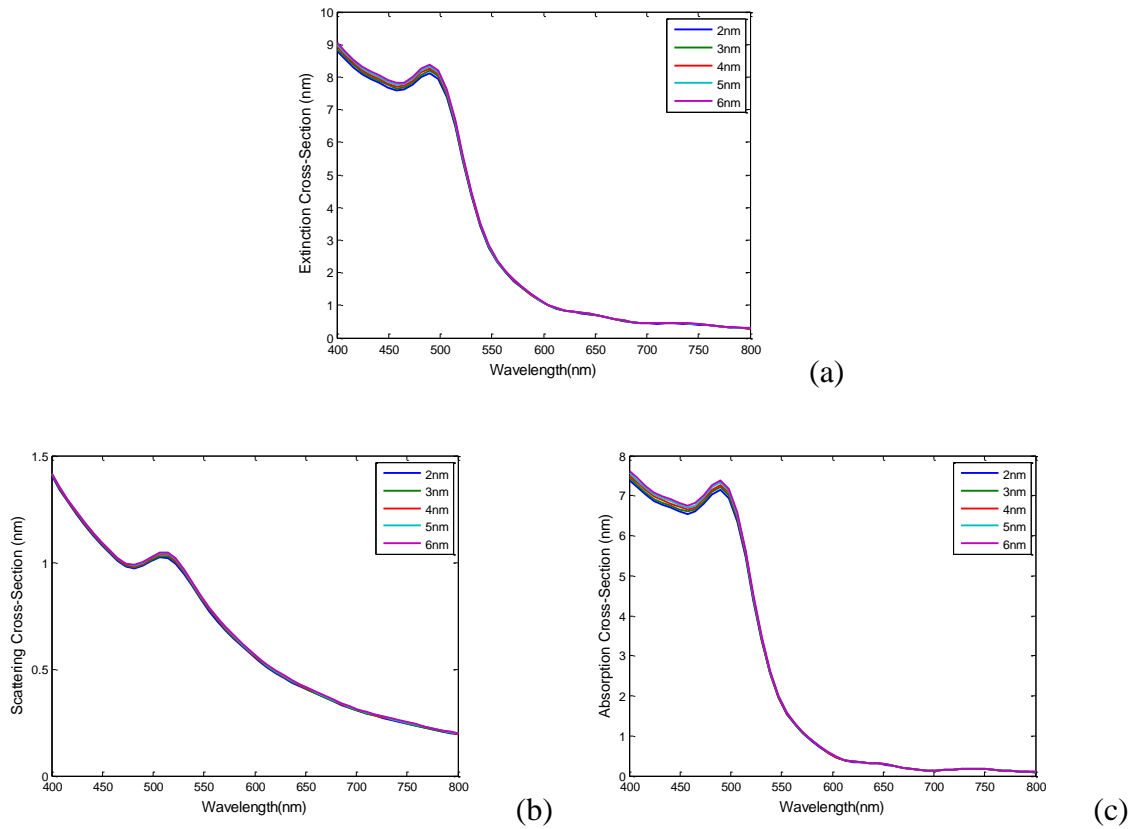 10
9
8
7
6
5
4
3
2
1
0
Extinction Cross-Section (nm)
2nm
3nm
4nm
5nm
6nm
400 450 500 550 600 650 700 750 800
Wavelength(nm)
(a)
1.5
1
0.5
0
Scattering Cross-Section (nm)
2nm
3nm
4nm
5nm
6nm
400 450 500 550 600 650 700 750 800
Wavelength(nm)
(b)
8
7
6
5
4
3
2
1
0
Absorption Cross-Section (nm)
2nm
3nm
4nm
5nm
6nm
400 450 500 550 600 650 700 750 800
Wavelength(nm)
(c)